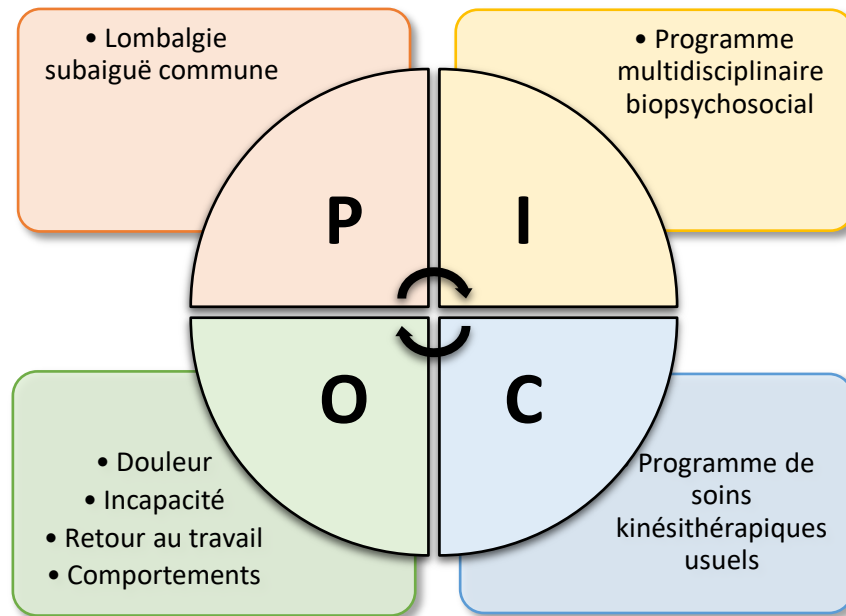 • Lombalgie
subaiguë commune
• Programme
multidisciplinaire
biopsychosocial
P
I
O
C
• Douleur
• Incapacité
• Retour au travail
• Comportements
Programme de
soins
kinésithérapiques
usuels